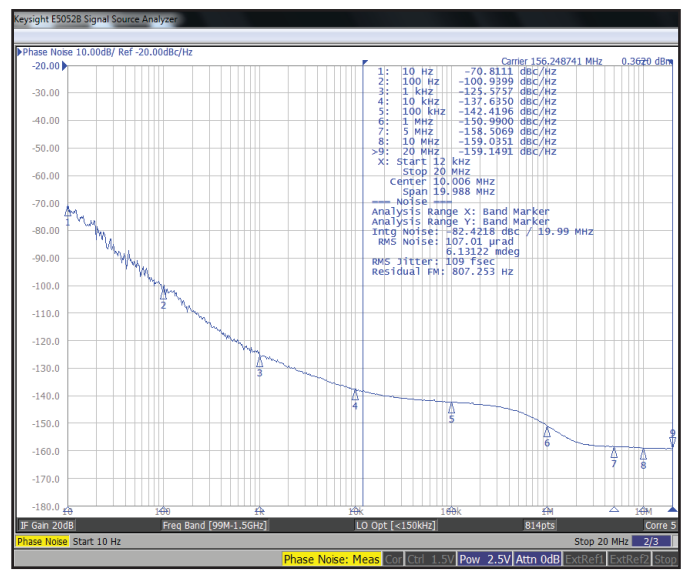 Keysight E5052B Signal Source Analyzer
Phase Noise 10.00dB/ Ref -20.00dBc/Hz
Carrier 156.248741 MHz 0.3620 dBm
-20.00
-30.00
-40.00
-50.00
-60.00
-70.00
-80.00
-90.00
-100.0
-110.0
-120.0
-130.0
-140.0
-150.0
-160.0
-170.0
-180.0
1: 10 Hz -70.8111 dBc/Hz
2: 100 Hz -100.9399 dBc/Hz
3: 1 kHz -125.5757 dBc/Hz
4: 10 kHz -137.6350 dBc/Hz
5: 100 kHz -142.4196 dBc/Hz
6: 1 MHz -150.9900 dBc/Hz
7: 5 MHz -158.5069 dBc/Hz
8: 10 MHz -159.0351 dBc/Hz
>9: 20 MHz -159.1491 dBc/Hz
X: Start 12 kHz
Stop 20 MHz
Center 10.006 MHz
Span 19.988 MHz
=== Noise ===
Analysis Range X: Band Marker
Analysis Range Y: Band Marker
Intg Noise: -82.4218 dBc / 19.99 MHz
RMS Noise: 107.01 µrad
6.13122 mdeg
RMS Jitter: 109 fsec
Residual FM: 807.253 Hz
1
2
3
4
5
6
7
8
9
10 100 1k 10k 100k 1M 10M
IF Gain 20dB Freq Band [99M-1.5GHz] LO Opt [<150kHz] 814pts Corre 5
Phase Noise Start 10 Hz Stop 20 MHz 2/3
Phase Noise: Meas Cor Ctrl 1.5V Pow 2.5V Attn 0dB ExtRef1 ExtRef2 Stop